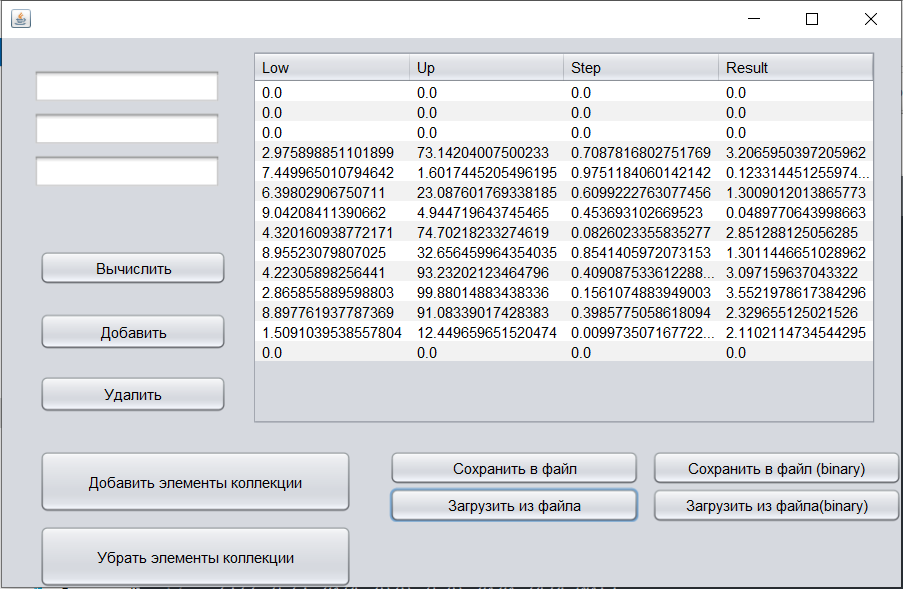 Low Up Step Result
0.0 0.0 0.0 0.0
0.0 0.0 0.0 0.0
0.0 0.0 0.0 0.0
2.975898851101899 73.14204007500233 0.7087816802751769 3.2065950397205962
7.449965010794642 1.6017445205496195 0.9751184060142142 0.123314451255974...
6.39802906750711 23.087601769338185 0.6099222763077456 1.3009012013865773
9.04208411390662 4.944719643745465 0.453693102669523 0.0489770643998663
4.320160938772171 74.70218233274619 0.0826023355835277 2.851288125056285
8.95523079807025 32.656459964354035 0.8541405972073153 1.3011446651028962
4.22305898256441 93.23202123464796 0.409087533612288... 3.097159637043322
2.865855889598803 99.88014883438336 0.1561074883949003 3.5521978617384296
8.897761937787369 91.08339017428383 0.3985775058618094 2.329655125021526
1.5091039538557804 12.449659651520474 0.009973507167722... 2.1102114734544295
0.0 0.0 0.0 0.0
Вычислить
Добавить
Удалить
Добавить элементы коллекции
Убрать элементы коллекции
Сохранить в файл
Сохранить в файл (binary)
Загрузить из файла
Загрузить из файла(binary)